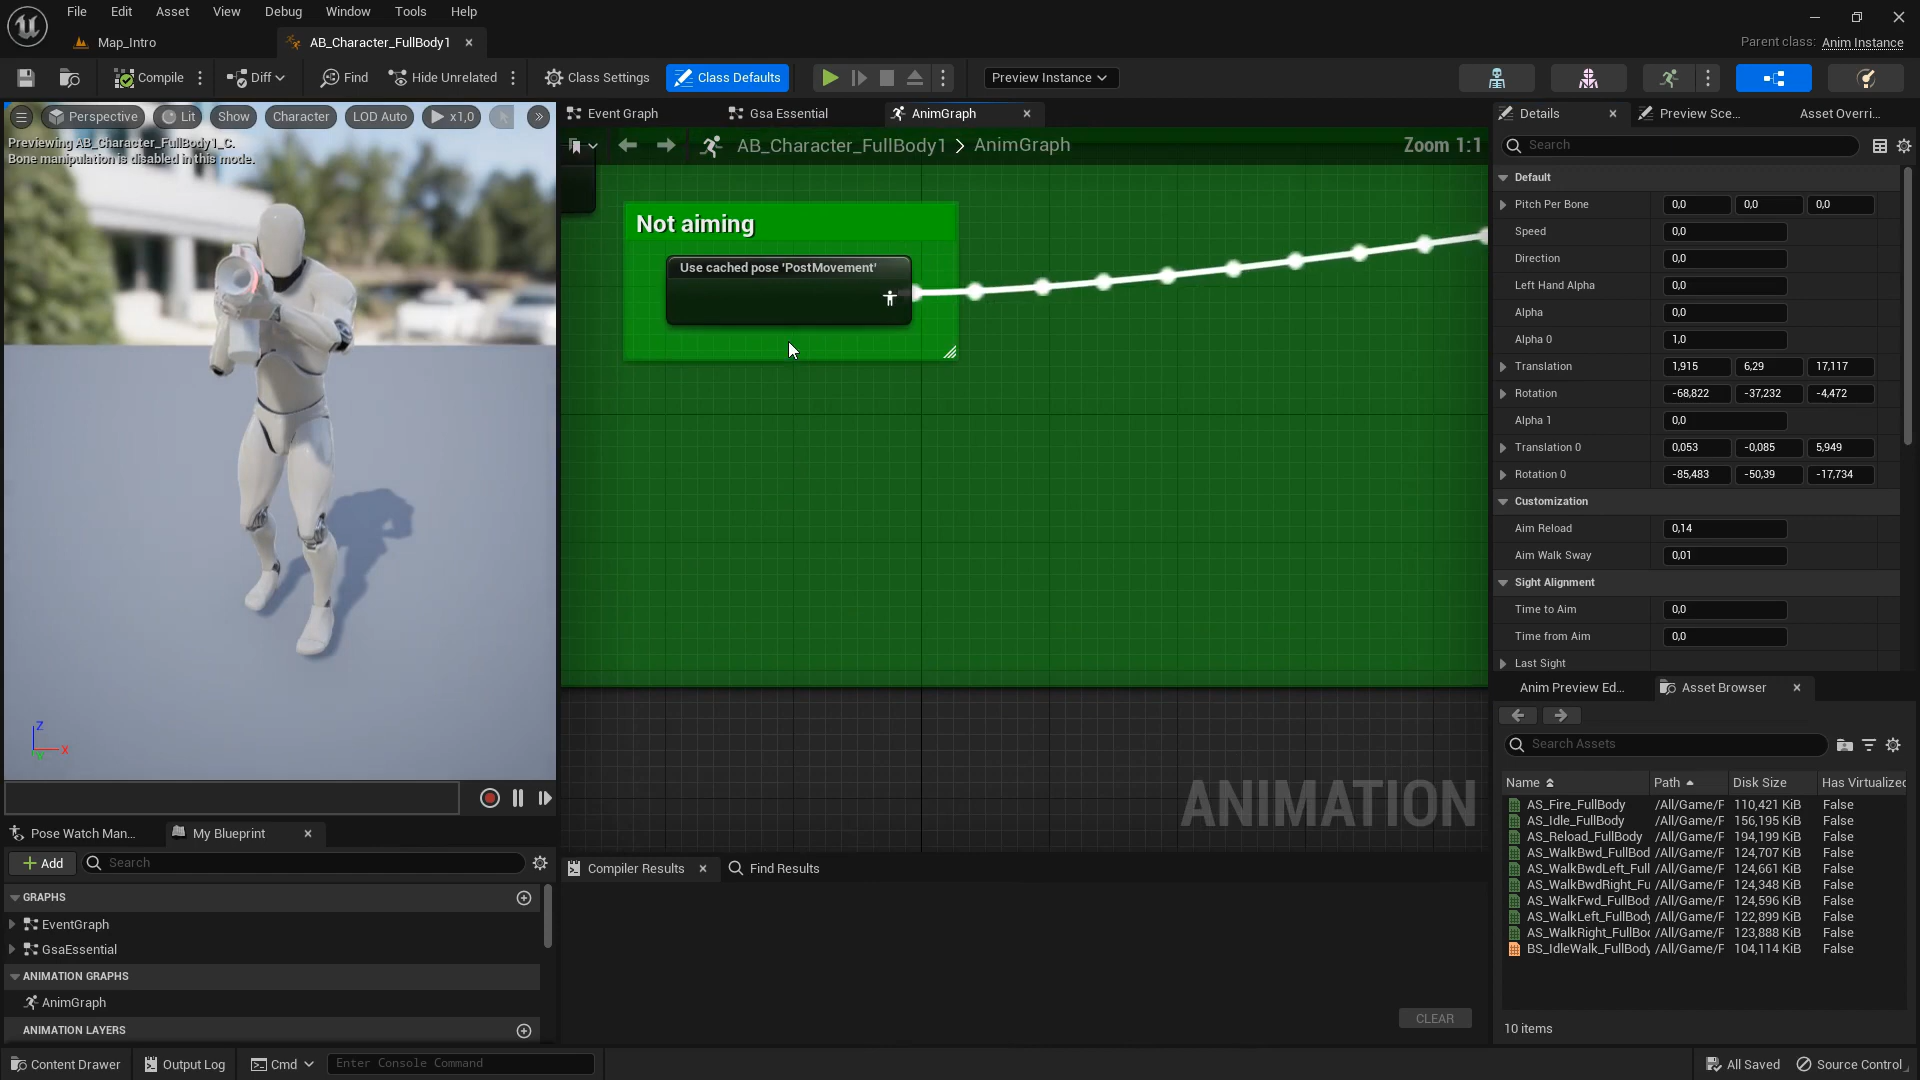 File Edit Asset View Debug Window Tools Help
Map_Intro
AB_Character_FullBody1
Parent class: Anim Instance
Compile
Diff
Find
Hide Unrelated
Class Settings
Class Defaults
Preview Instance
Perspective
Lit
Show
Character
LOD Auto
x1,0
Previewing AB_Character_FullBody1_C.
Bone manipulation is disabled in this mode.
Z
X
Event Graph
Gsa Essential
AnimGraph
AB_Character_FullBody1 > AnimGraph
Zoom 1:1
Not aiming
Use cached pose 'PostMovement'
ANIMATION
Pose Watch Man...
My Blueprint
Add
Search
GRAPHS
EventGraph
GsaEssential
ANIMATION GRAPHS
AnimGraph
ANIMATION LAYERS
Compiler Results
Find Results
CLEAR
Details
Preview Sce...
Asset Overri...
Search
Default
Pitch Per Bone 0,0 0,0 0,0
Speed 0,0
Direction 0,0
Left Hand Alpha 0,0
Alpha 0,0
Alpha 0 1,0
Translation 1,915 6,29 17,117
Rotation -68,822 -37,232 -4,472
Alpha 1 0,0
Translation 0 0,053 -0,085 5,949
Rotation 0 -85,483 -50,39 -17,734
Customization
Aim Reload 0,14
Aim Walk Sway 0,01
Sight Alignment
Time to Aim 0,0
Time from Aim 0,0
Last Sight
Anim Preview Ed...
Asset Browser
Search Assets
Name Path Disk Size Has Virtualized
AS_Fire_FullBody /All/Game/F 110,421 KiB False
AS_Idle_FullBody /All/Game/F 156,195 KiB False
AS_Reload_FullBody /All/Game/F 194,199 KiB False
AS_WalkBwd_FullBod /All/Game/F 124,707 KiB False
AS_WalkBwdLeft_Full /All/Game/F 124,661 KiB False
AS_WalkBwdRight_Fu /All/Game/F 124,348 KiB False
AS_WalkFwd_FullBod /All/Game/F 124,596 KiB False
AS_WalkLeft_FullBody /All/Game/F 122,899 KiB False
AS_WalkRight_FullBod /All/Game/F 123,888 KiB False
BS_IdleWalk_FullBody /All/Game/F 104,114 KiB False
10 items
Content Drawer
Output Log
Cmd
Enter Console Command
All Saved
Source Control